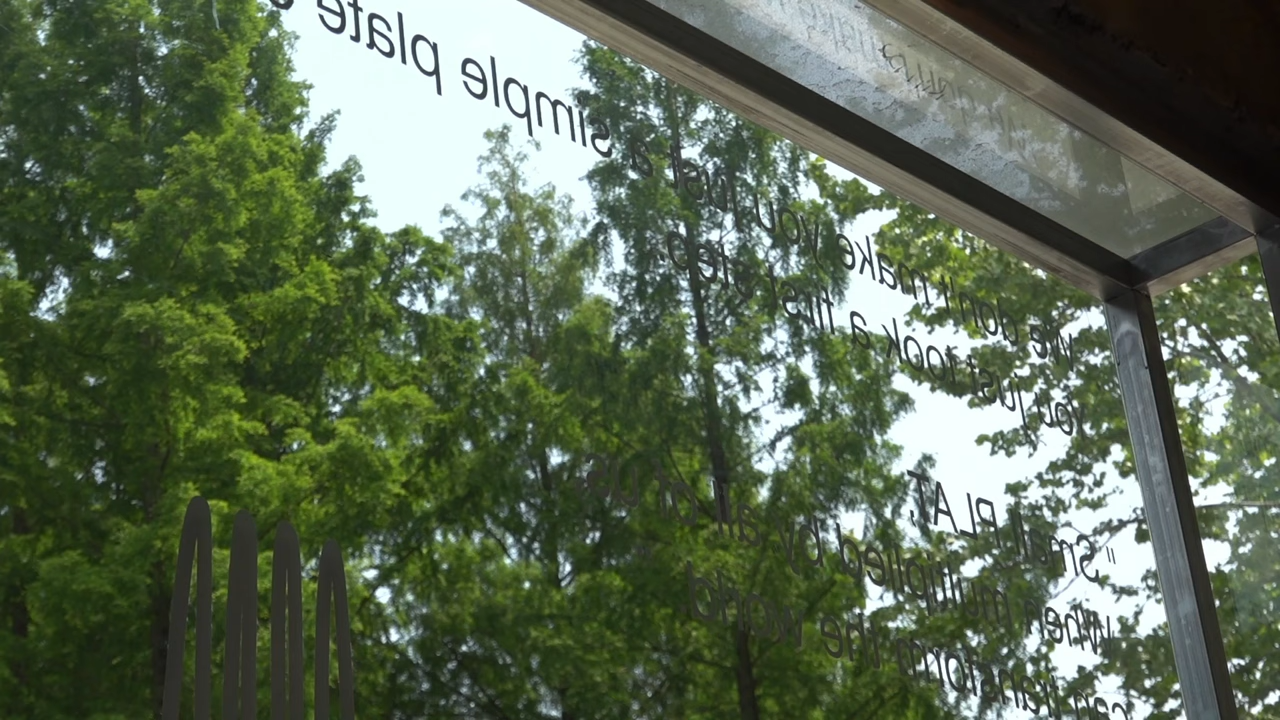 we don't make you just a simple plate
you just took a first step.
"Small PLAT,
When multiplied by all of us,
can transform the world.